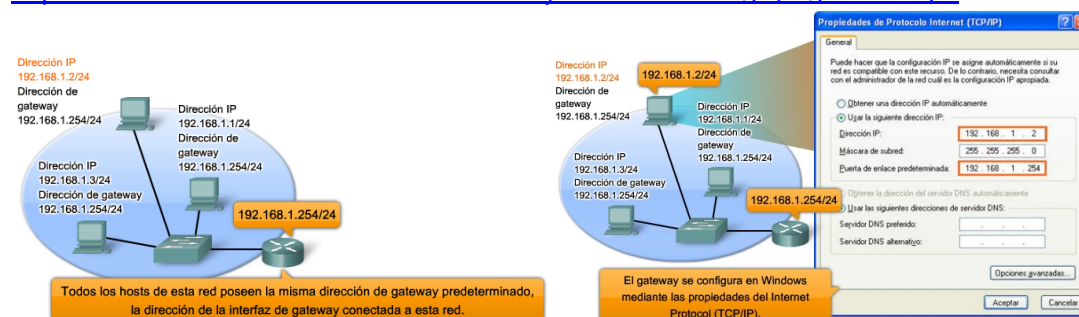 Dirección IP
192.168.1.2/24
Dirección de
gateway
192.168.1.254/24
Dirección IP
192.168.1.1/24
Dirección de
gateway
192.168.1.254/24
Dirección IP
192.168.1.3/24
Dirección de gateway
192.168.1.254/24
192.168.1.254/24
Todos los hosts de esta red poseen la misma dirección de gateway predeterminado,
la dirección de la interfaz de gateway conectada a esta red.
Dirección IP
192.168.1.2/24
Dirección de
gateway
192.168.1.254/24
192.168.1.2/24
Dirección IP
192.168.1.1/24
Dirección de
gateway
192.168.1.254/24
Dirección IP
192.168.1.3/24
Dirección de gateway
192.168.1.254/24
192.168.1.254/24
El gateway se configura en Windows
mediante las propiedades del Internet
Protocol (TCP/IP).
Propiedades de Protocolo Internet (TCP/IP)
General
Puede hacer que la configuración IP se asigne automáticamente si su
red es compatible con este recurso. De lo contrario, necesita consultar
con el administrador de la red cuál es la configuración IP apropiada.
Obtener una dirección IP automáticamente
Usar la siguiente dirección IP:
Dirección IP: 192 . 168 . 1 . 2
Máscara de subred: 255 . 255 . 255 . 0
Puerta de enlace predeterminada: 192 . 168 . 1 . 254
Obtener la dirección del servidor DNS automáticamente
Usar las siguientes direcciones de servidor DNS:
Servidor DNS preferido: . . .
Servidor DNS alternativo: . . .
Opciones avanzadas...
Aceptar Cancelar